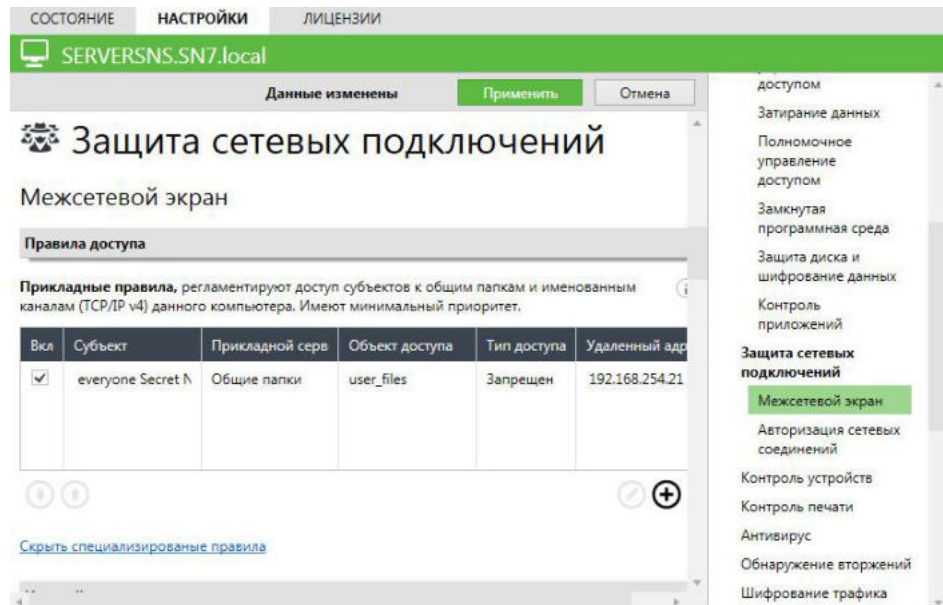 СОСТОЯНИЕ НАСТРОЙКИ ЛИЦЕНЗИИ
SERVERSNS.SN7.local
Данные изменены Применить Отмена
Защита сетевых подключений
Межсетевой экран
Правила доступа
Прикладные правила, регламентируют доступ субъектов к общим папкам и именованным
каналам (TCP/IP v4) данного компьютера. Имеют минимальный приоритет.
Вкл Субъект Прикладной серв Объект доступа Тип доступа Удаленный адр
everyone Secret N Общие папки user_files Запрещен 192.168.254.21
Скрыть специализированые правила
доступом
Затирание данных
Полномочное
управление
доступом
Замкнутая
программная среда
Защита диска и
шифрование данных
Контроль
приложений
Защита сетевых
подключений
Межсетевой экран
Авторизация сетевых
соединений
Контроль устройств
Контроль печати
Антивирус
Обнаружение вторжений
Шифрование трафика